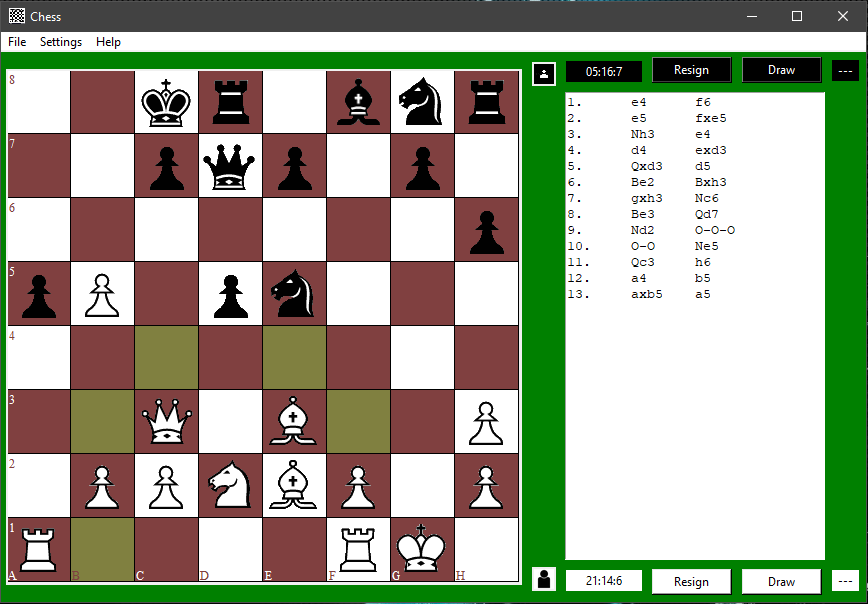 Chess
File Settings Help
05:16:7 Resign Draw ---
1. e4 f6
2. e5 fxe5
3. Nh3 e4
4. d4 exd3
5. Qxd3 d5
6. Be2 Bxh3
7. gxh3 Nc6
8. Be3 Qd7
9. Nd2 O-O-O
10. O-O Ne5
11. Qc3 h6
12. a4 b5
13. axb5 a5
8
7
6
5
4
3
2
1
A B C D E F G H
21:14:6 Resign Draw ---